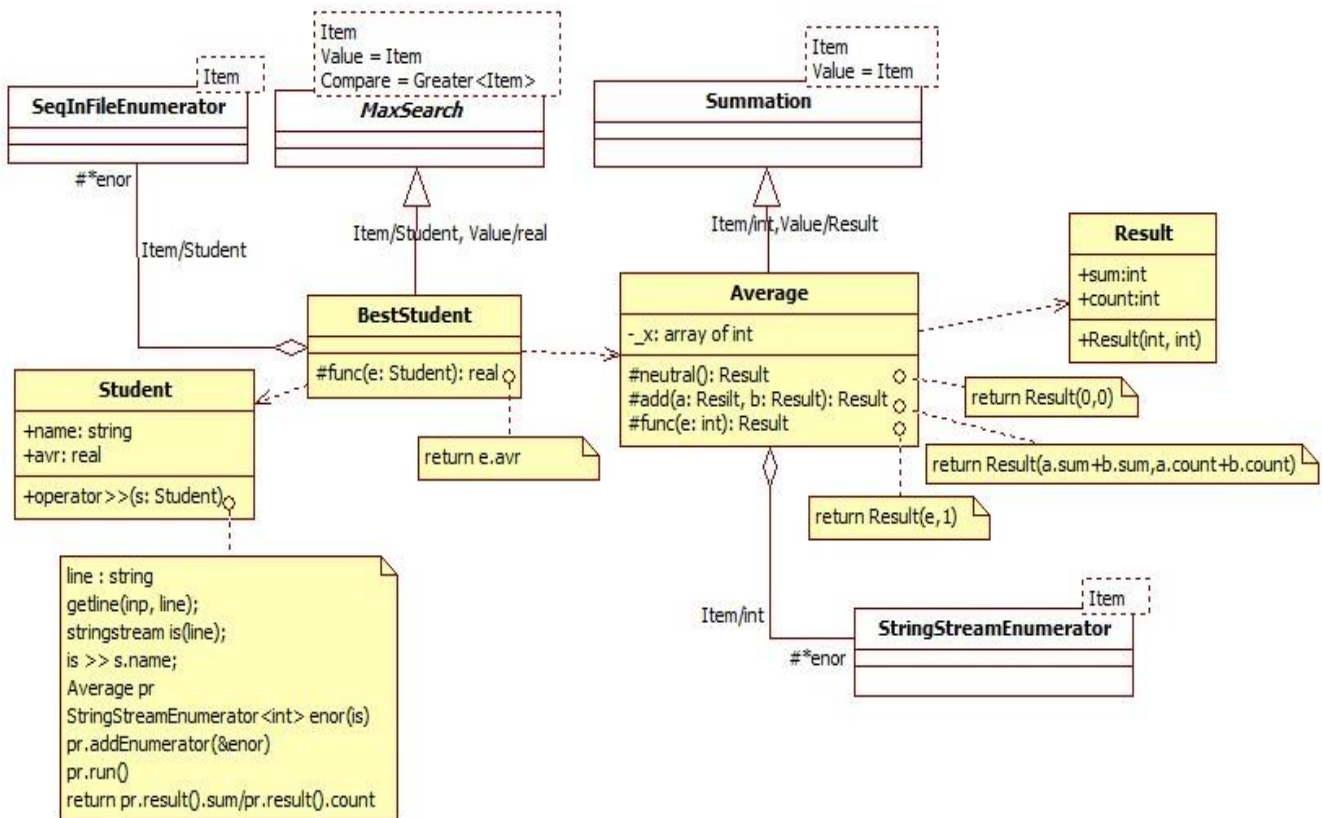 Item
SeqInFileEnumerator
#*enor
Item/Student
Item
Value = Item
Compare = Greater<Item>
MaxSearch
Item/Student, Value/real
Item
Value = Item
Summation
Item/int,Value/Result
Result
+sum:int
+count:int
+Result(int, int)
BestStudent
#func(e: Student): real
return e.avr
Average
-_x: array of int
#neutral(): Result
#add(a: Resilt, b: Result): Result
#func(e: int): Result
return Result(0,0)
return Result(a.sum+b.sum,a.count+b.count)
return Result(e,1)
Student
+name: string
+avr: real
+operator>>(s: Student)
line : string
getline(inp, line);
stringstream is(line);
is >> s.name;
Average pr
StringStreamEnumerator<int> enor(is)
pr.addEnumerator(&enor)
pr.run()
return pr.result().sum/pr.result().count
Item/int
#*enor
Item
StringStreamEnumerator